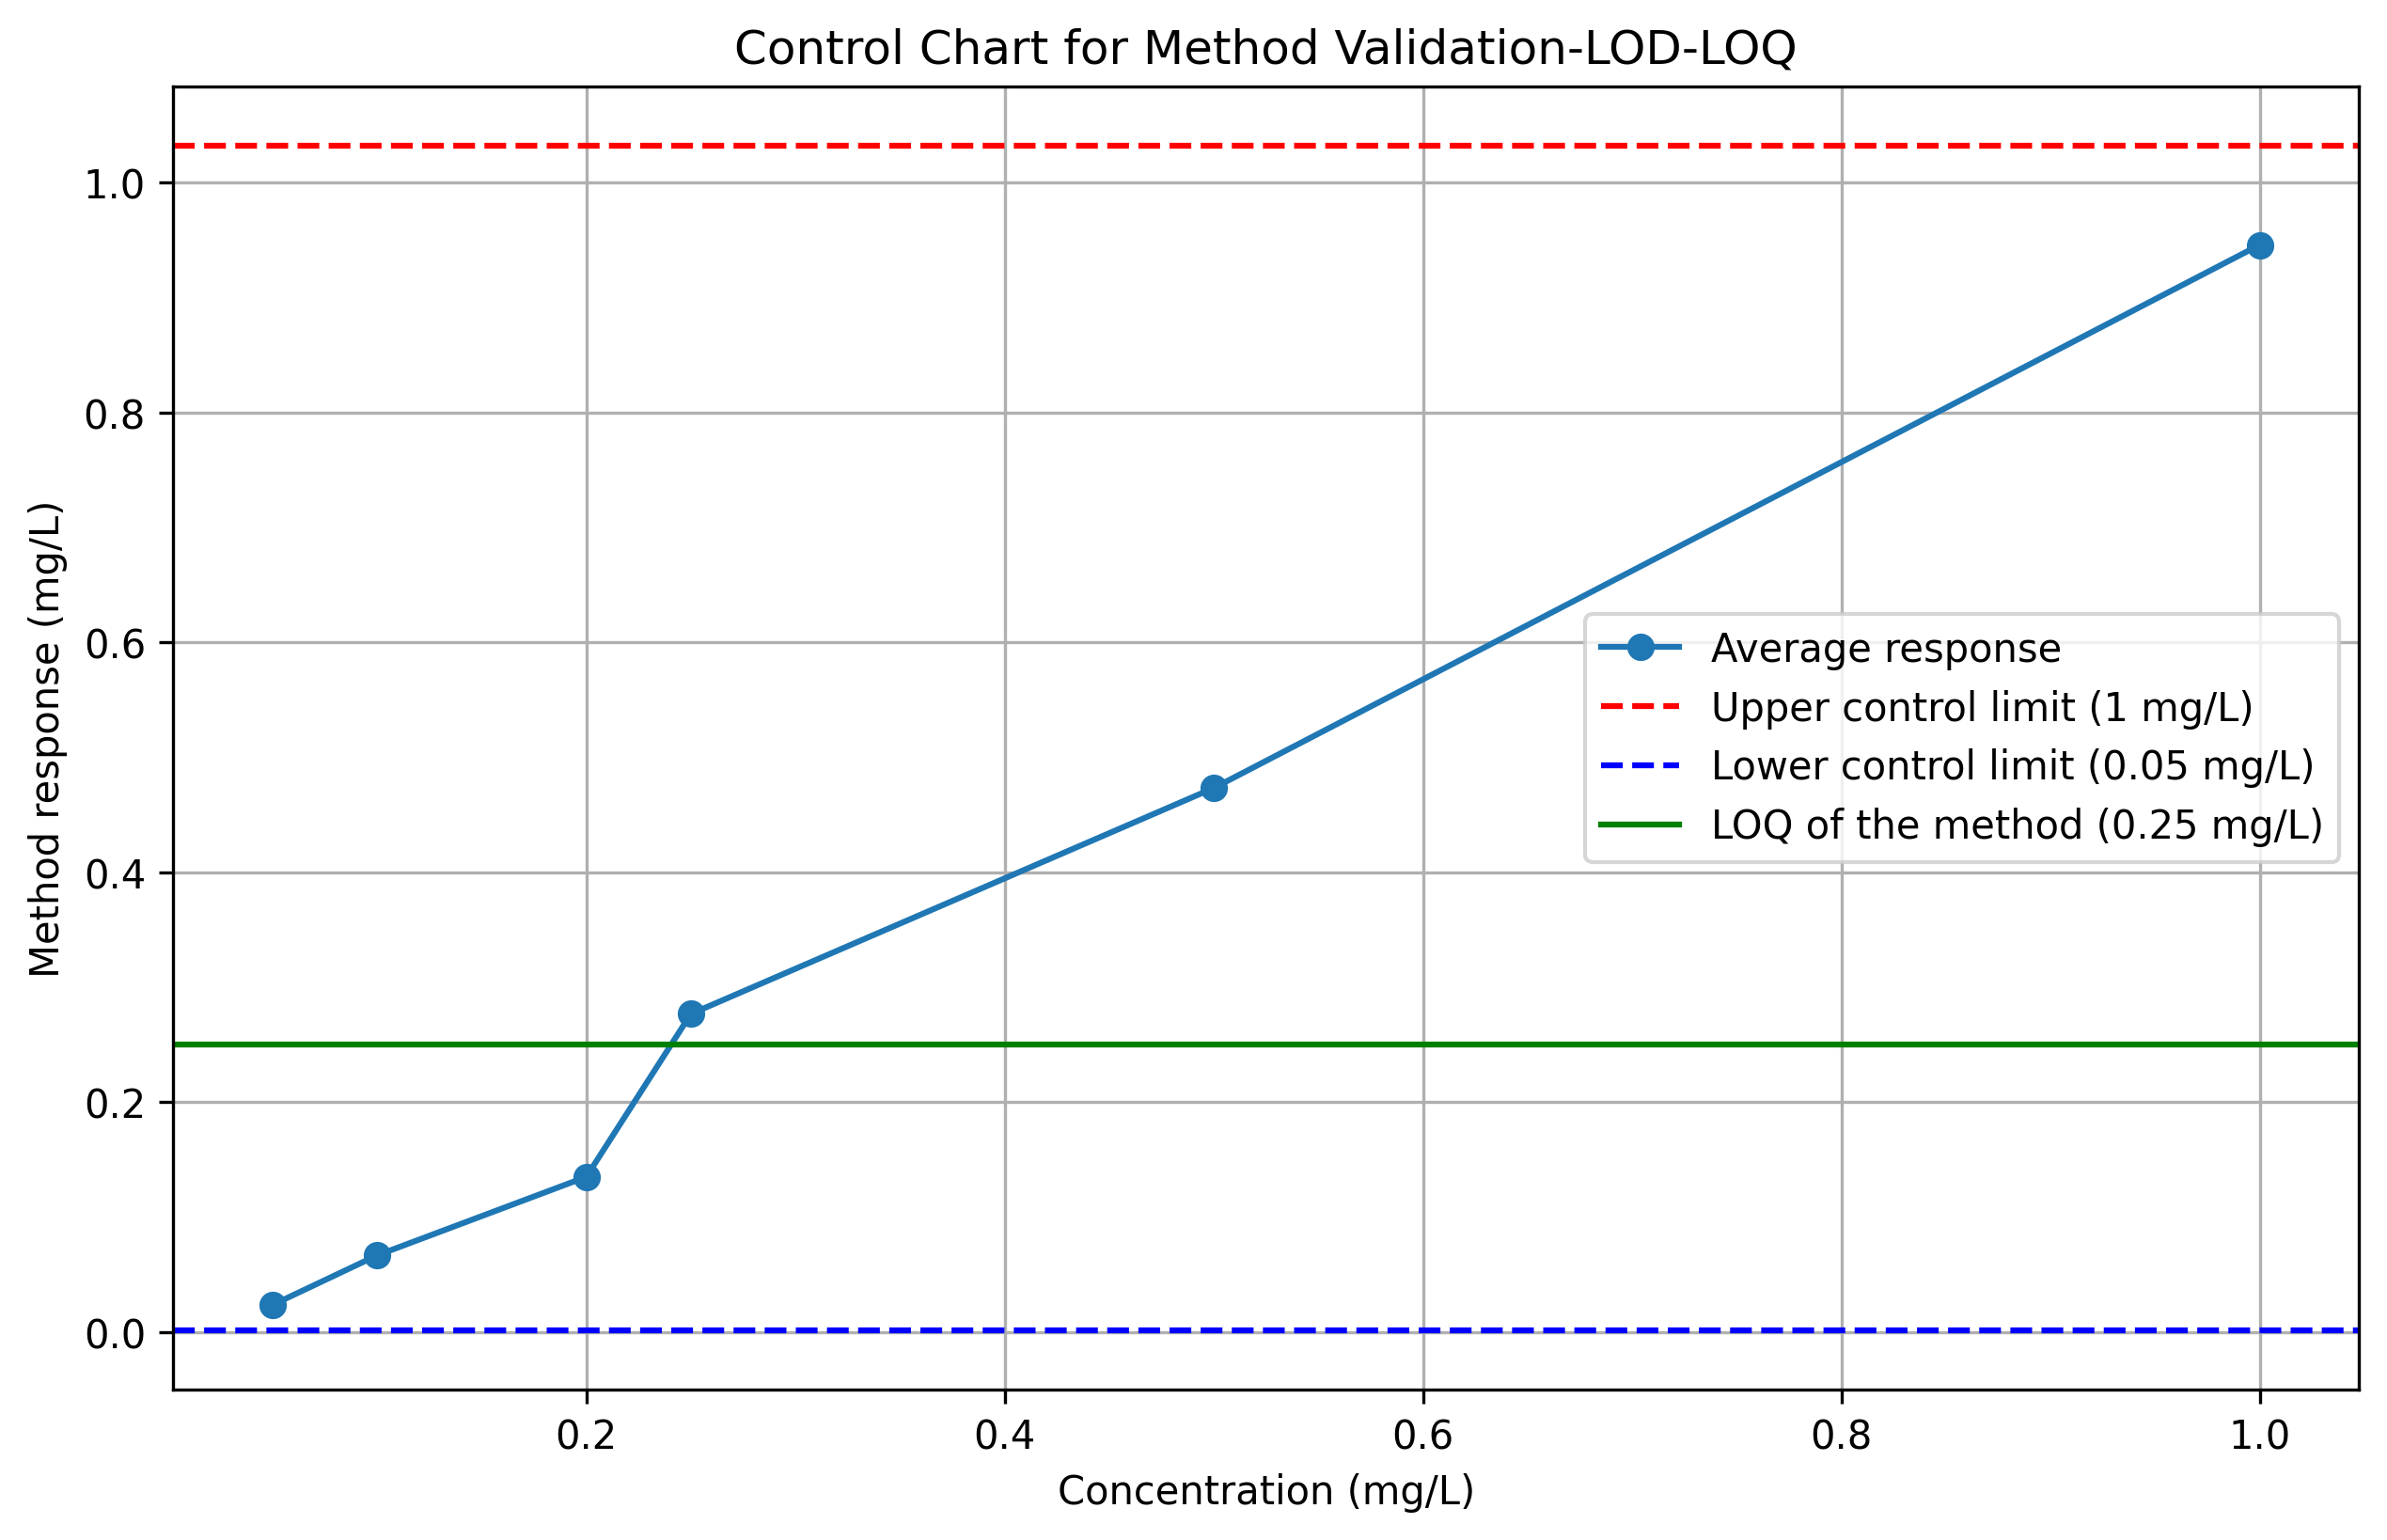 Control Chart for Method Validation-LOD-LOQ
Method response (mg/L)
1.0
0.8
0.6
0.4
0.2
0.0
Average response
Upper control limit (1 mg/L)
Lower control limit (0.05 mg/L)
LOQ of the method (0.25 mg/L)
0.2 0.4 0.6 0.8 1.0
Concentration (mg/L)